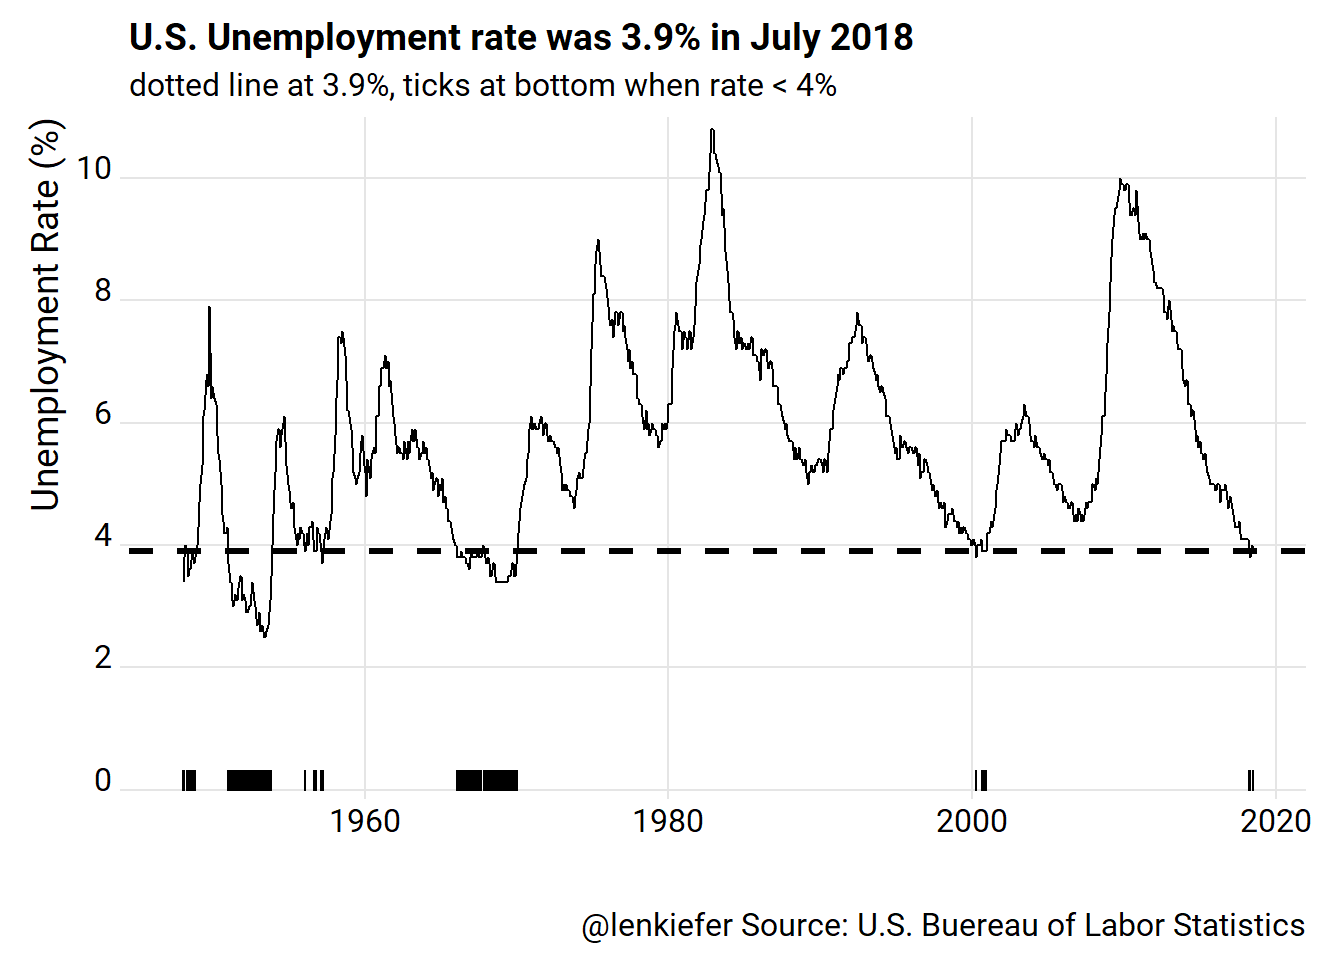 U.S. Unemployment rate was 3.9% in July 2018
dotted line at 3.9%, ticks at bottom when rate < 4%
Unemployment Rate (%)
10
8
6
4
2
0
1960 1980 2000 2020
@lenkiefer Source: U.S. Buereau of Labor Statistics